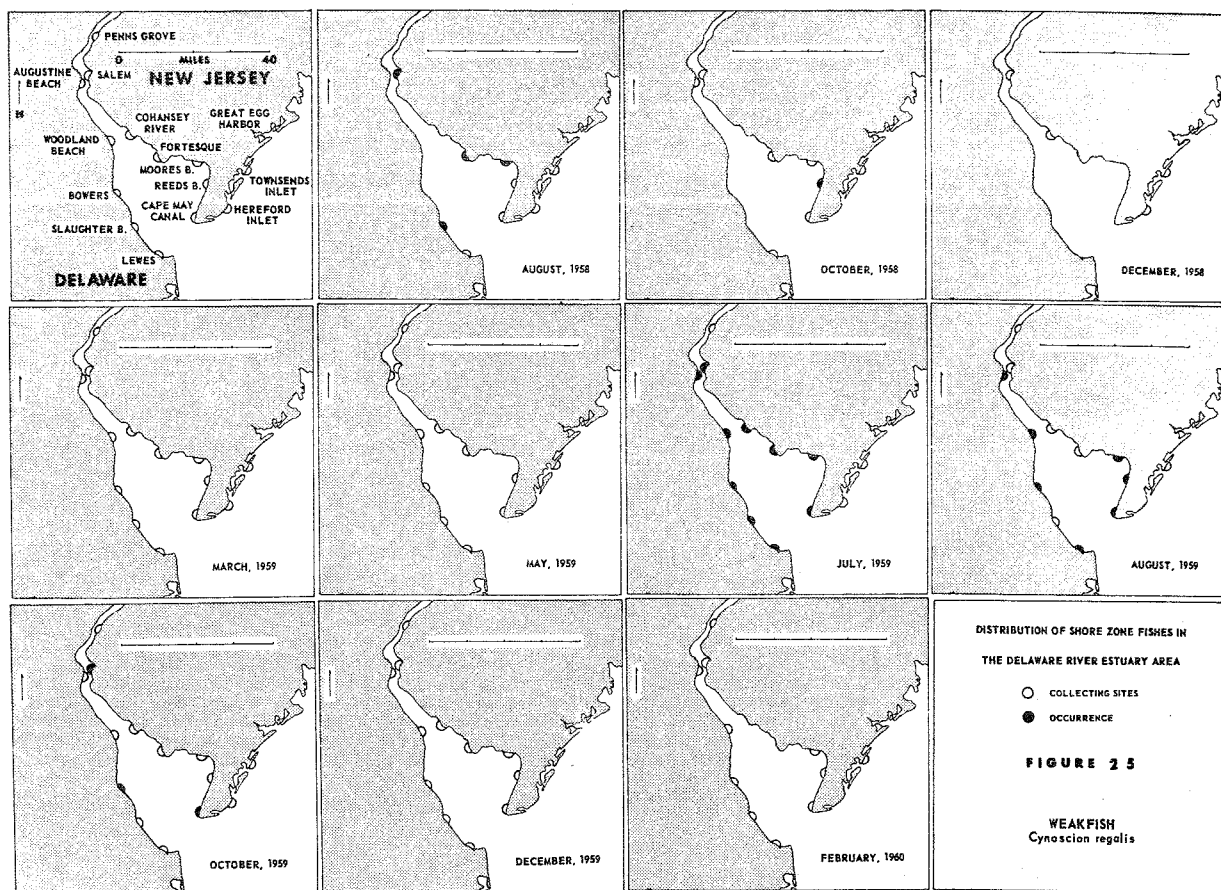 PENNS GROVE
0 MILES 40
AUGUSTINE BEACH
SALEM
NEW JERSEY
N
COHANSEY RIVER
GREAT EGG HARBOR
WOODLAND BEACH
FORTESQUE
MOORES B.
REEDS B.
TOWNSENDS INLET
BOWERS
CAPE MAY CANAL
HEREFORD INLET
SLAUGHTER B.
LEWES
DELAWARE
AUGUST, 1958
OCTOBER, 1958
DECEMBER, 1958
MARCH, 1959
MAY, 1959
JULY, 1959
AUGUST, 1959
OCTOBER, 1959
DECEMBER, 1959
FEBRUARY, 1960
DISTRIBUTION OF SHORE ZONE FISHES IN
THE DELAWARE RIVER ESTUARY AREA
COLLECTING SITES
OCCURRENCE
FIGURE 25
WEAKFISH
Cynoscion regalis